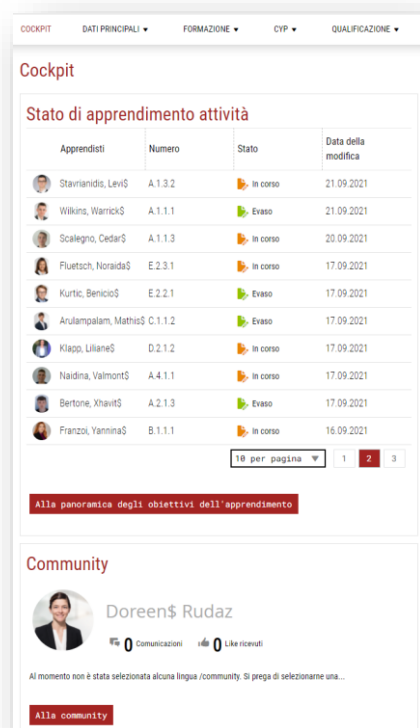 COCKPIT DATI PRINCIPALI ▼ FORMAZIONE ▼ CYP ▼ QUALIFICAZIONE ▼
Cockpit
Stato di apprendimento attività
Apprendisti Numero Stato Data della
modifica
Stavrianidis, Levi$ A.1.3.2 In corso 21.09.2021
Wilkins, Warrick$ A.1.1.1 Evaso 21.09.2021
Scalegno, Cedar$ A.1.1.3 In corso 20.09.2021
Fluetsch, Noraida$ E.2.3.1 In corso 17.09.2021
Kurtic, Benicio$ E.2.2.1 Evaso 17.09.2021
Arulampalam, Mathis$ C.1.1.2 Evaso 17.09.2021
Klapp, Liliane$ D.2.1.2 In corso 17.09.2021
Naidina, Valmont$ A.4.1.1 In corso 17.09.2021
Bertone, Xhavit$ A.2.1.3 Evaso 17.09.2021
Franzoi, Yannina$ B.1.1.1 In corso 16.09.2021
10 per pagina ▼ 1 2 3
Alla panoramica degli obiettivi dell'apprendimento
Community
Doreen$ Rudaz
0 Comunicazioni 0 Like ricevuti
Al momento non è stata selezionata alcuna lingua /community. Si prega di selezionarne una...
Alla community